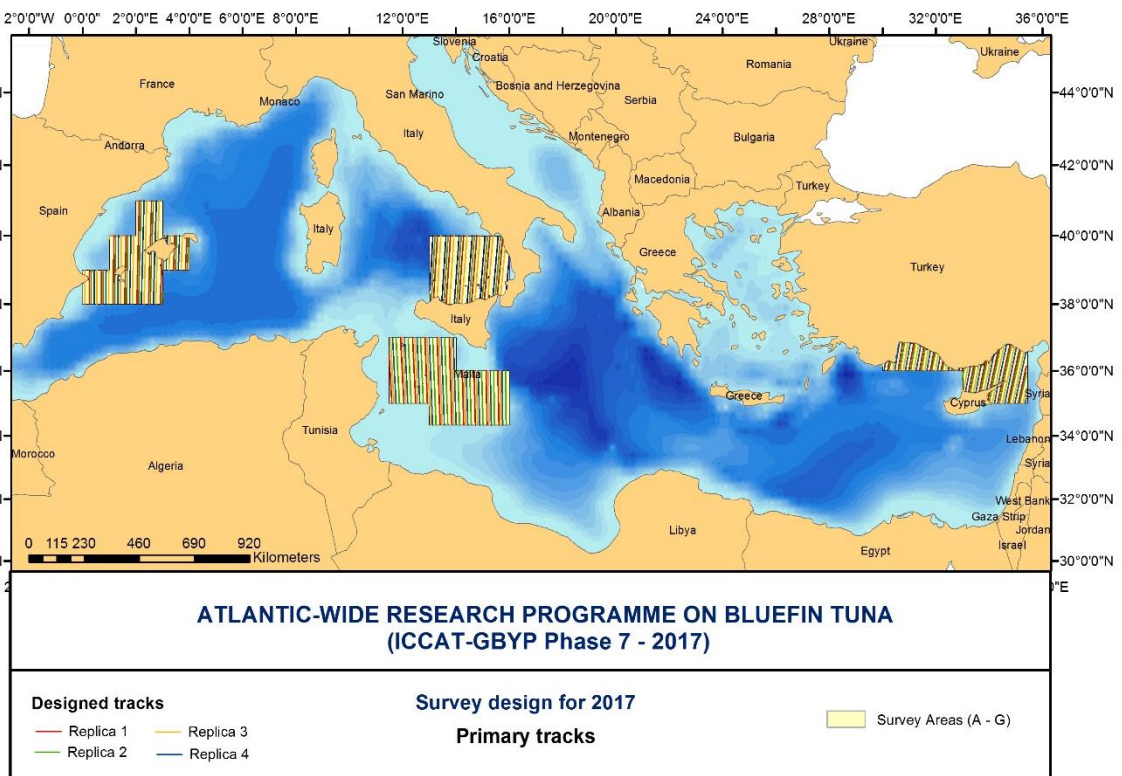 2°0'0"W 0°0'0" 2°0'0"E 4°0'0"E 8°0'0"E 12°0'0"E 16°0'0"E 20°0'0"E 24°0'0"E 28°0'0"E 32°0'0"E 36°0'0"E
Slovenia
Croatia
Ukraine
Ukraine
Romania
France
Bosnia and Herzegovina
San Marino
Serbia
44°0'0"N
Monaco
Italy
Montenegro
Bulgaria
Andorra
42°0'0"N
Macedonia
Turkey
Spain
Albania
Italy
40°0'0"N
Greece
Turkey
38°0'0"N
Italy
Malta
36°0'0"N
Greece
Cyprus
Syria
Tunisia
34°0'0"N
Lebanon
Morocco
Algeria
Syria
West Bank
32°0'0"N
Gaza Strip
Libya
Jordan
Egypt
Israel
0 115 230 460 690 920
Kilometers
30°0'0"N
0"E
ATLANTIC-WIDE RESEARCH PROGRAMME ON BLUEFIN TUNA
(ICCAT-GBYP Phase 7 - 2017)
Designed tracks
Replica 1
Replica 2
Replica 3
Replica 4
Survey design for 2017
Primary tracks
Survey Areas (A - G)